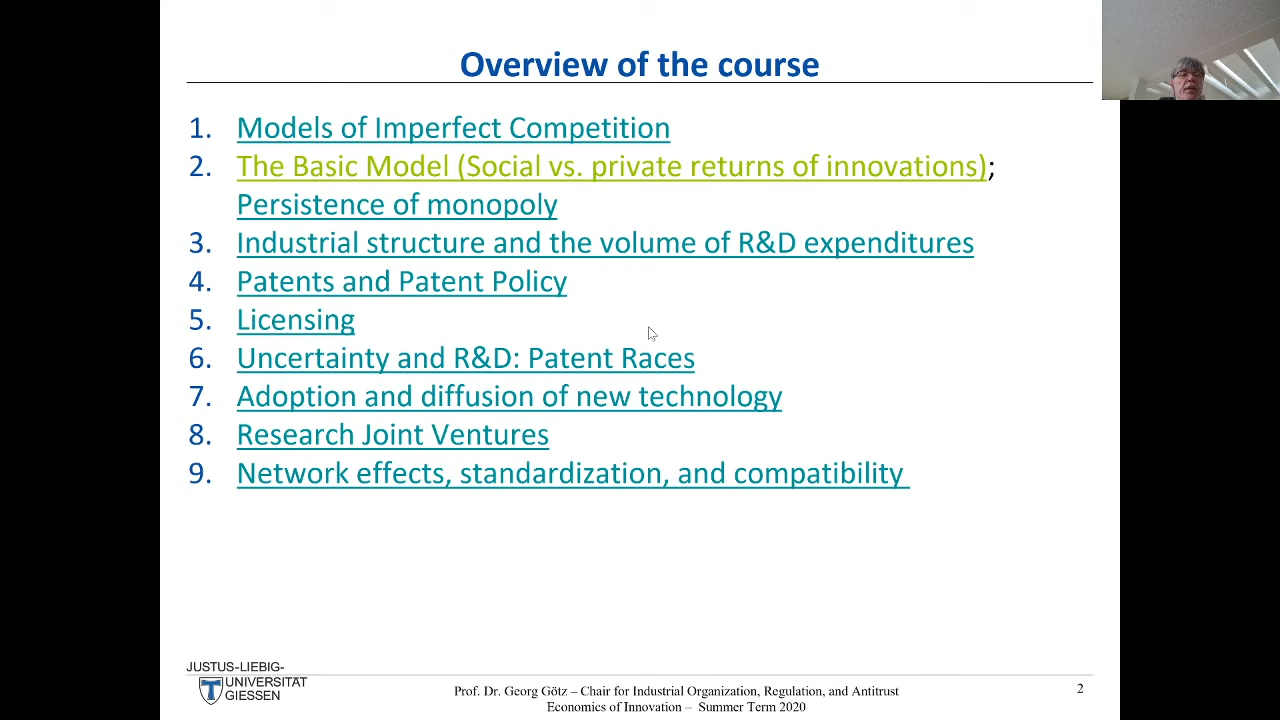 Overview of the course
1. Models of Imperfect Competition
2. The Basic Model (Social vs. private returns of innovations);
Persistence of monopoly
3. Industrial structure and the volume of R&D expenditures
4. Patents and Patent Policy
5. Licensing
6. Uncertainty and R&D: Patent Races
7. Adoption and diffusion of new technology
8. Research Joint Ventures
9. Network effects, standardization, and compatibility
JUSTUS-LIEBIG-
UNIVERSITÄT
GIESSEN
Prof. Dr. Georg Götz – Chair for Industrial Organization, Regulation, and Antitrust
Economics of Innovation – Summer Term 2020
2